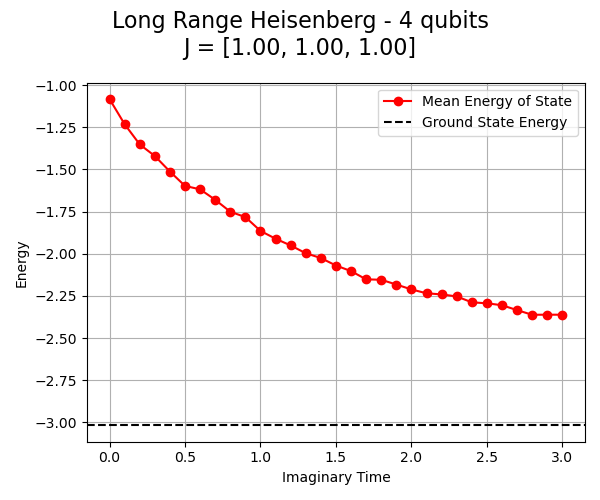 Long Range Heisenberg - 4 qubits
J = [1.00, 1.00, 1.00]
Mean Energy of State
Ground State Energy
Energy
−1.00
−1.25
−1.50
−1.75
−2.00
−2.25
−2.50
−2.75
−3.00
0.0 0.5 1.0 1.5 2.0 2.5 3.0
Imaginary Time